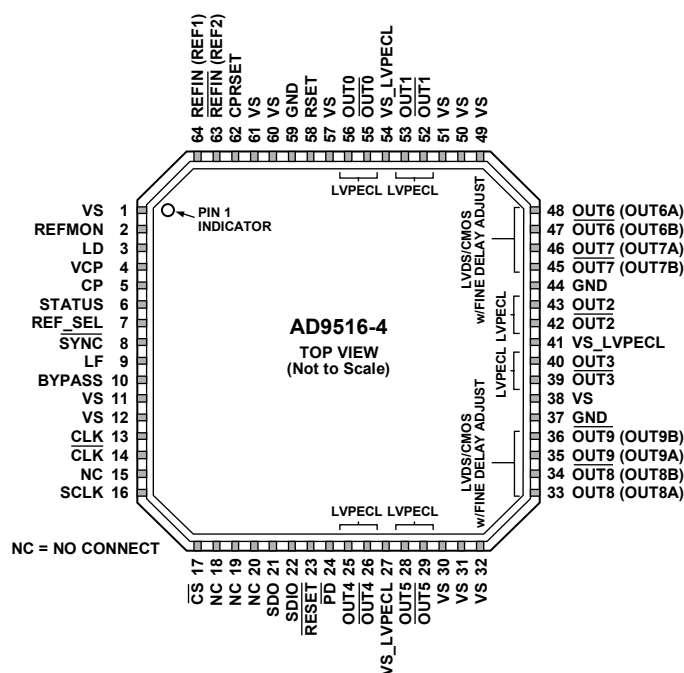 64 REFIN (REF1)
63 REFIN (REF2)
62 CPRSET
61 VS
60 VS
59 GND
58 RSET
57 VS
56 OUT0
55 OUT0
54 VS_LVPECL
53 OUT1
52 OUT1
51 VS
50 VS
49 VS
LVPECL
LVPECL
VS 1
REFMON 2
LD 3
VCP 4
CP 5
STATUS 6
REF_SEL 7
SYNC 8
LF 9
BYPASS 10
VS 11
VS 12
CLK 13
CLK 14
NC 15
SCLK 16
PIN 1
INDICATOR
AD9516-4
TOP VIEW
(Not to Scale)
LVDS/CMOS
w/FINE DELAY ADJUST
LVPECL
LVPECL
LVDS/CMOS
w/FINE DELAY ADJUST
48 OUT6 (OUT6A)
47 OUT6 (OUT6B)
46 OUT7 (OUT7A)
45 OUT7 (OUT7B)
44 GND
43 OUT2
42 OUT2
41 VS_LVPECL
40 OUT3
39 OUT3
38 VS
37 GND
36 OUT9 (OUT9B)
35 OUT9 (OUT9A)
34 OUT8 (OUT8B)
33 OUT8 (OUT8A)
LVPECL
LVPECL
NC = NO CONNECT
CS 17
NC 18
NC 19
NC 20
SDO 21
SDIO 22
RESET 23
PD 24
OUT4 25
OUT4 26
VS_LVPECL 27
OUT5 28
OUT5 29
VS 30
VS 31
VS 32